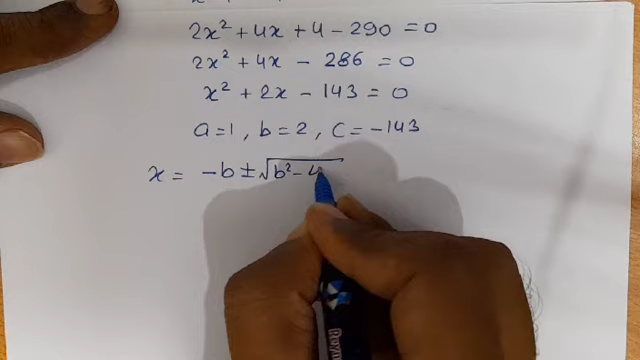 2x² + 4x + 4 - 290 = 0
2x² + 4x - 286 = 0
x² + 2x - 143 = 0
a = 1, b = 2, c = -143
x = -b ± √b² - 4